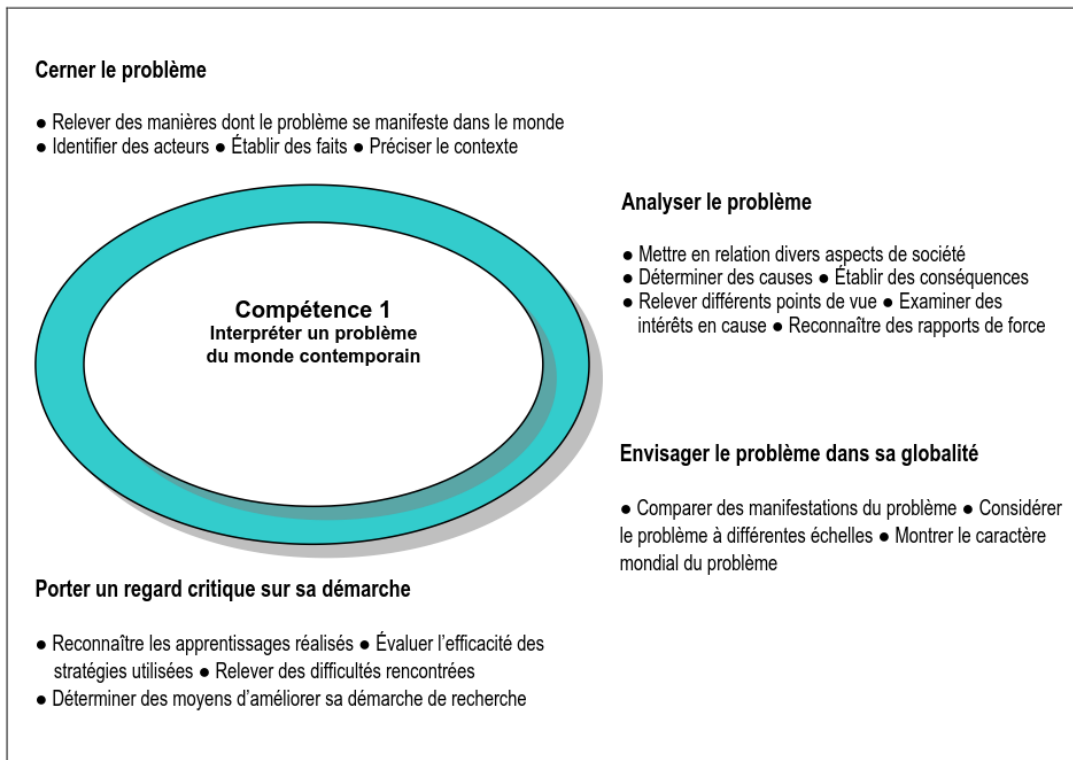 Cerner le problème
● Relever des manières dont le problème se manifeste dans le monde
● Identifier des acteurs ● Établir des faits ● Préciser le contexte
Analyser le problème
● Mettre en relation divers aspects de société
● Déterminer des causes ● Établir des conséquences
● Relever différents points de vue ● Examiner des
intérêts en cause ● Reconnaître des rapports de force
Compétence 1
Interpréter un problème
du monde contemporain
Envisager le problème dans sa globalité
● Comparer des manifestations du problème ● Considérer
le problème à différentes échelles ● Montrer le caractère
mondial du problème
Porter un regard critique sur sa démarche
● Reconnaître les apprentissages réalisés ● Évaluer l'efficacité des
stratégies utilisées ● Relever des difficultés rencontrées
● Déterminer des moyens d'améliorer sa démarche de recherche